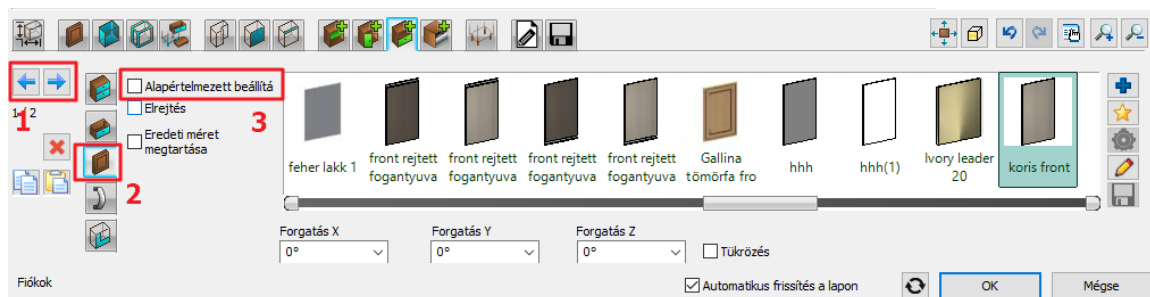 Alapértelmezett beállítá
1 / 2
1
Elrejtés
3
Eredeti méret
megtartása
2
feher lakk 1
front rejtett
fogantyuva
front rejtett
fogantyuva
front rejtett
fogantyuva
front rejtett
fogantyuva
Gallina
tömörfa fro
hhh
hhh(1)
Ivory leader
20
koris front
Forgatás X
Forgatás Y
Forgatás Z
0°
0°
0°
Tükrözés
Fiókok
Automatikus frissítés a lapon
OK
Mégse